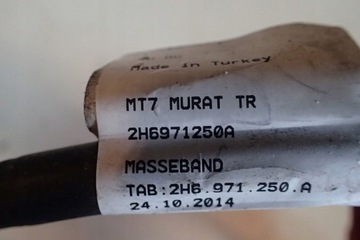 Made in Turkey
MT7 MURAT TR
2H6971250A
MASSEBAND
TAB:2H6.971.250.A
24.10.2014